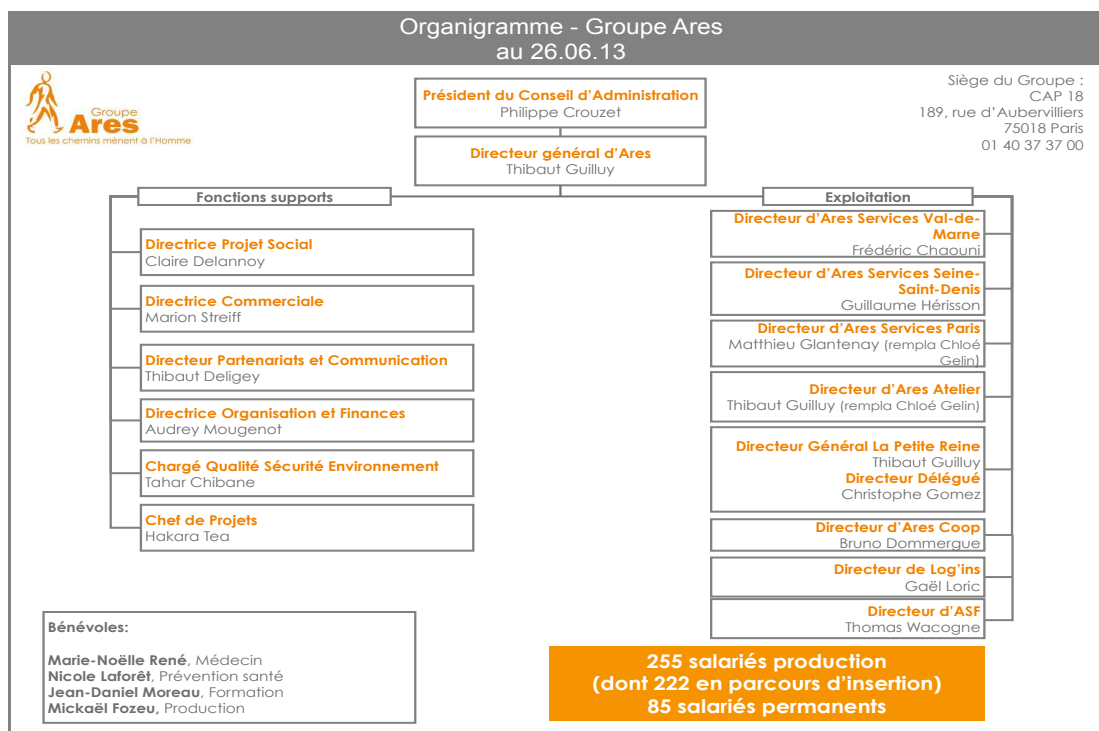 Organigramme - Groupe Ares
au 26.06.13
Groupe
Ares
Tous les chemins mènent à l'Homme
Président du Conseil d'Administration
Philippe Crouzet
Siège du Groupe :
CAP 18
189, rue d'Aubervilliers
75018 Paris
01 40 37 37 00
Directeur général d'Ares
Thibaut Guilluy
Fonctions supports
Directrice Projet Social
Claire Delannoy
Directrice Commerciale
Marion Streiff
Directeur Partenariats et Communication
Thibaut Deligey
Directrice Organisation et Finances
Audrey Mougenot
Chargé Qualité Sécurité Environnement
Tahar Chibane
Chef de Projets
Hakara Tea
Exploitation
Directeur d'Ares Services Val-de-
Marne
Frédéric Chaouni
Directeur d'Ares Services Seine-
Saint-Denis
Guillaume Hérisson
Directeur d'Ares Services Paris
Matthieu Glantenay (rempla Chloé
Gelin)
Directeur d'Ares Atelier
Thibaut Guilluy (rempla Chloé Gelin)
Directeur Général La Petite Reine
Thibaut Guilluy
Directeur Délégué
Christophe Gomez
Directeur d'Ares Coop
Bruno Dommergue
Directeur de Log'ins
Gaël Loric
Directeur d'ASF
Thomas Wacogne
Bénévoles:
Marie-Noëlle René, Médecin
Nicole Laforêt, Prévention santé
Jean-Daniel Moreau, Formation
Mickaël Fozeu, Production
255 salariés production
(dont 222 en parcours d'insertion)
85 salariés permanents